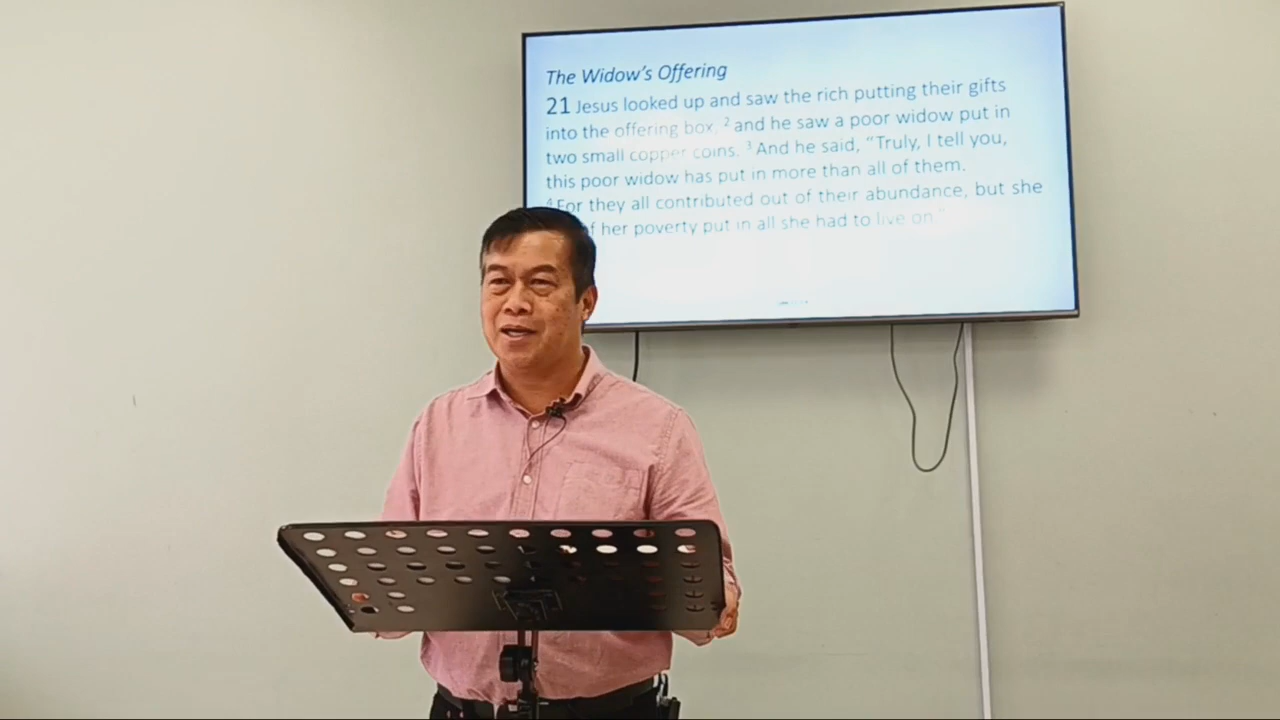 The Widow's Offering
21 Jesus looked up and saw the rich putting their gifts
into the offering box, 2 and he saw a poor widow put in
two small copper coins. 3 And he said, "Truly, I tell you,
this poor widow has put in more than all of them.
4 For they all contributed out of their abundance, but she
her poverty put in all she had to live on."